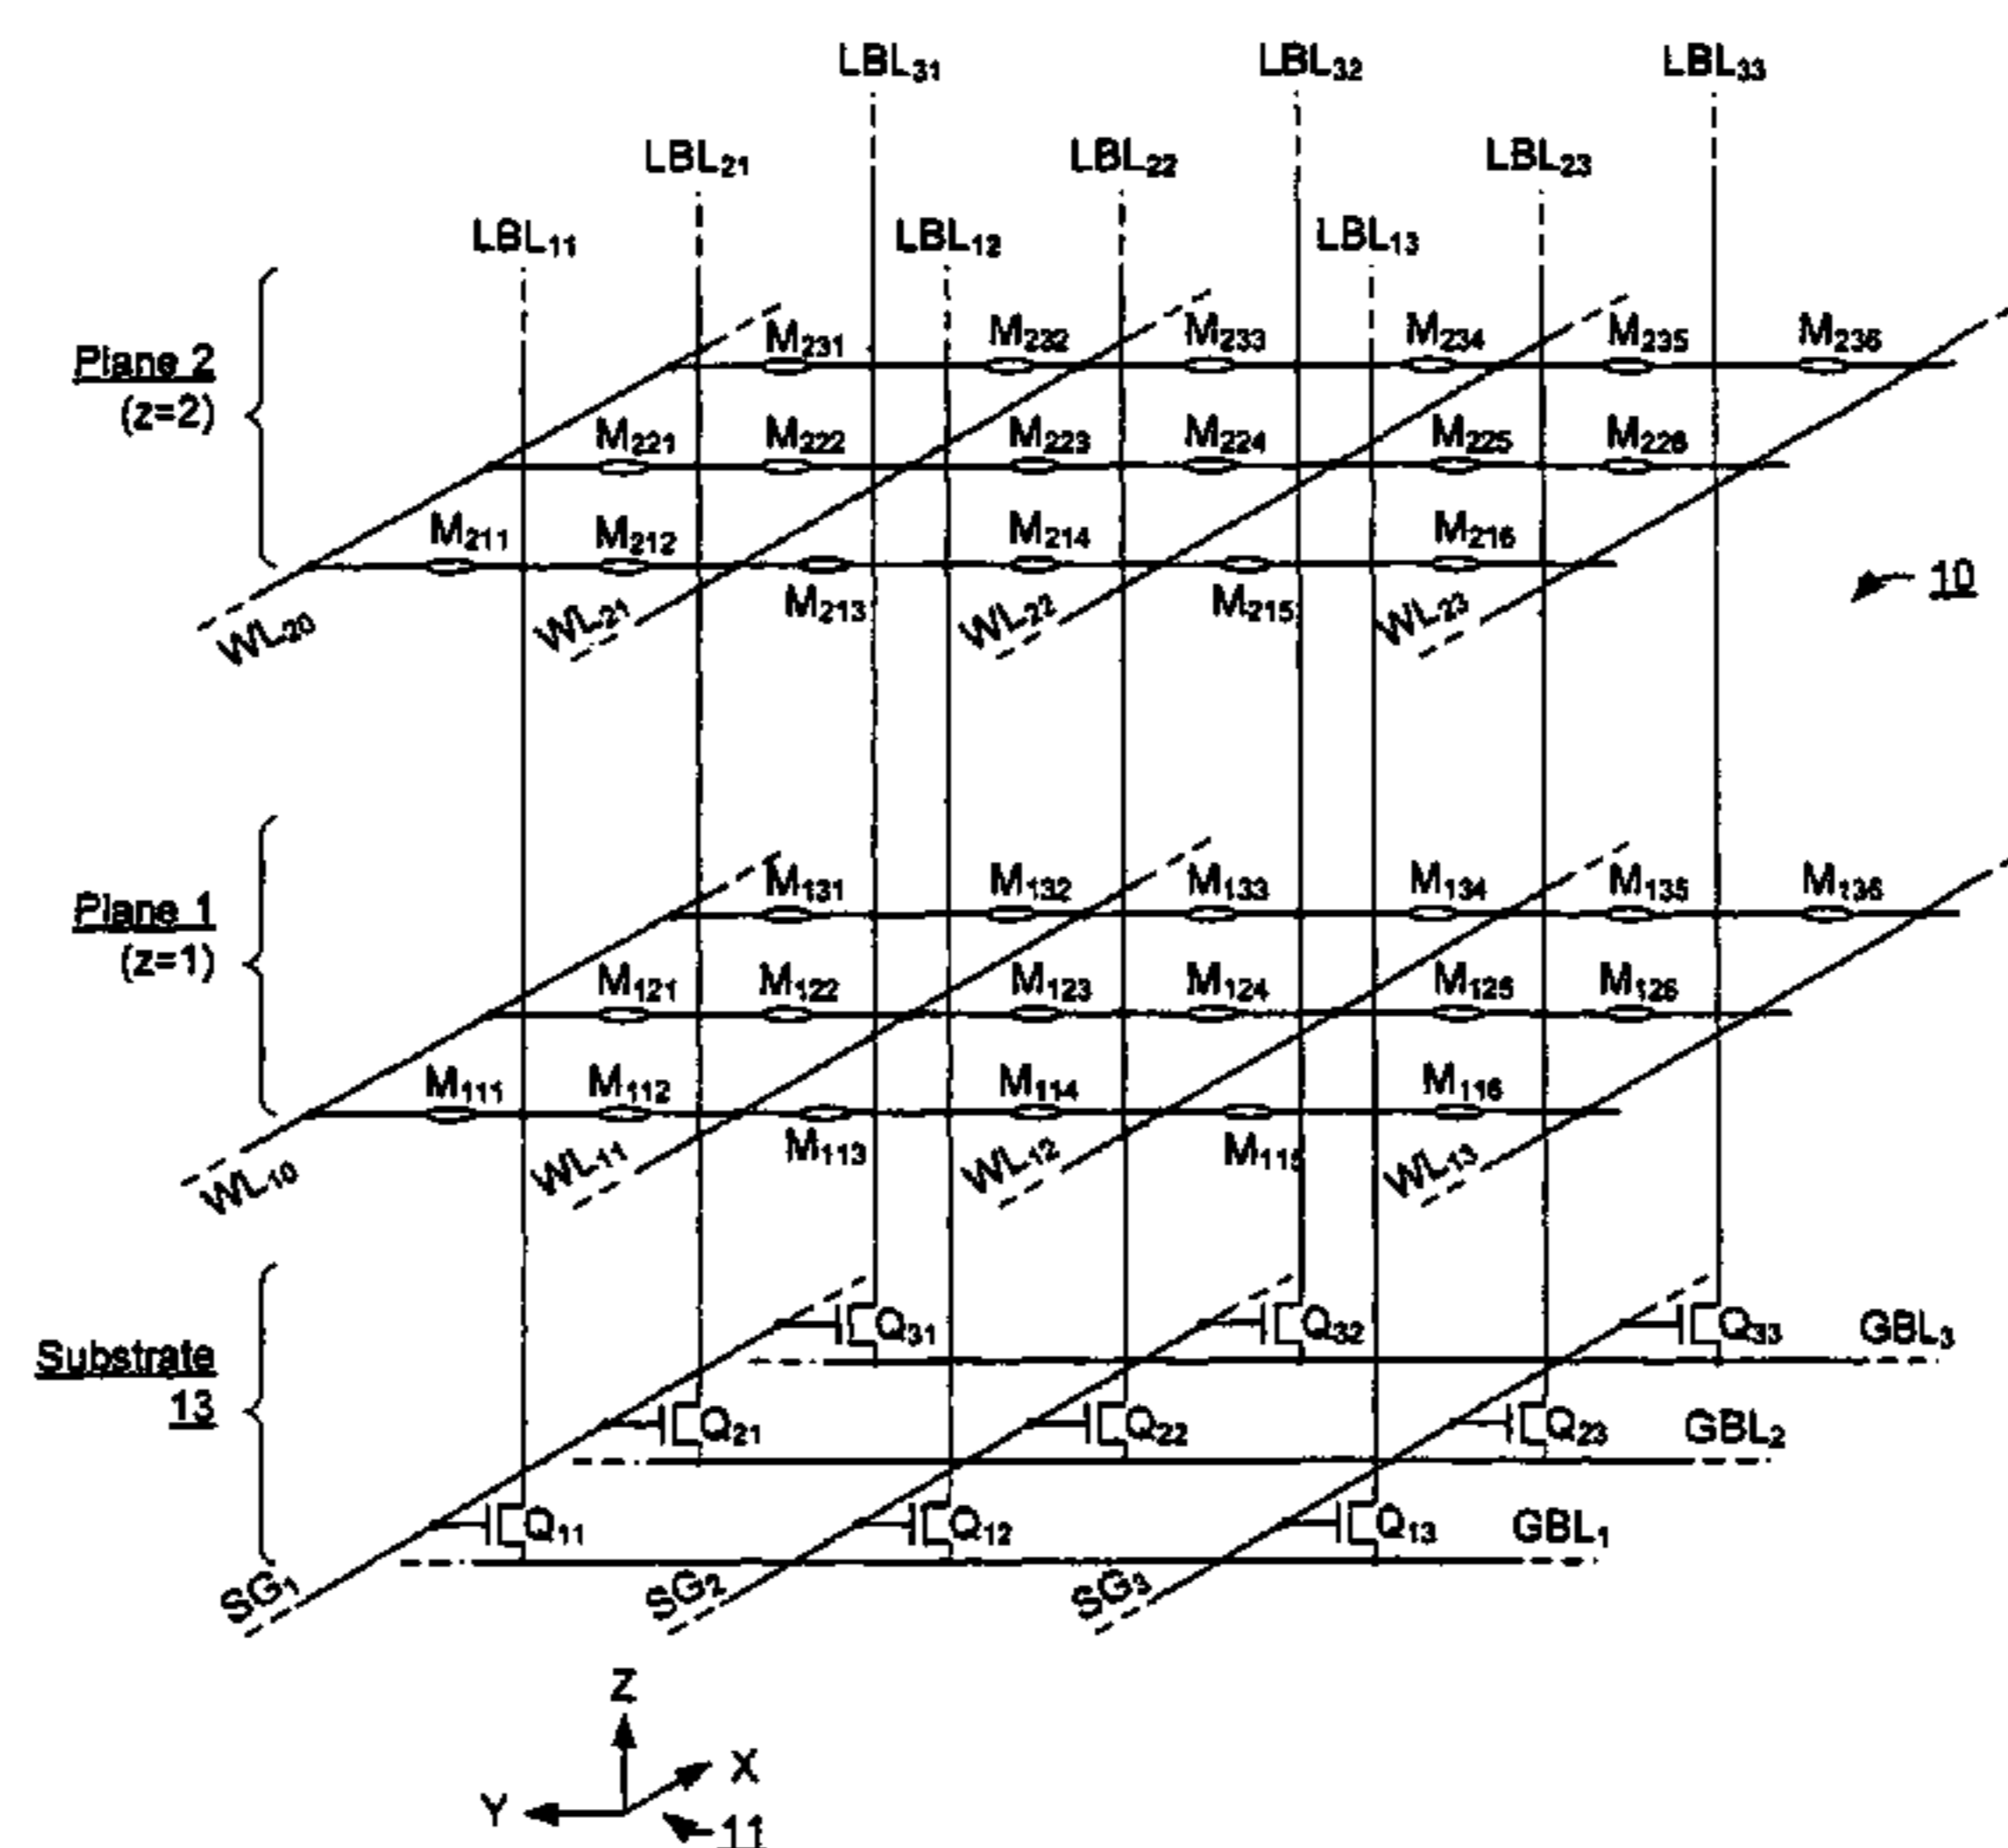 LBL31 LBL32 LBL33
LBL21 LBL22 LBL23
LBL11 LBL12 LBL13
Plane 2
(z=2)
M231 M232 M233 M234 M235 M236
M221 M222 M223 M224 M225 M226
M211 M212 M214 M216
M213 M215
WL20 WL21 WL22 WL23
10
Plane 1
(z=1)
M131 M132 M133 M134 M135 M136
M121 M122 M123 M124 M125 M126
M111 M112 M114 M116
M113 M115
WL10 WL11 WL12 WL13
Substrate
13
Q31 Q32 Q33 GBL3
Q21 Q22 Q23 GBL2
Q11 Q12 Q13 GBL1
SG1 SG2 SG3
Z
X
Y
11